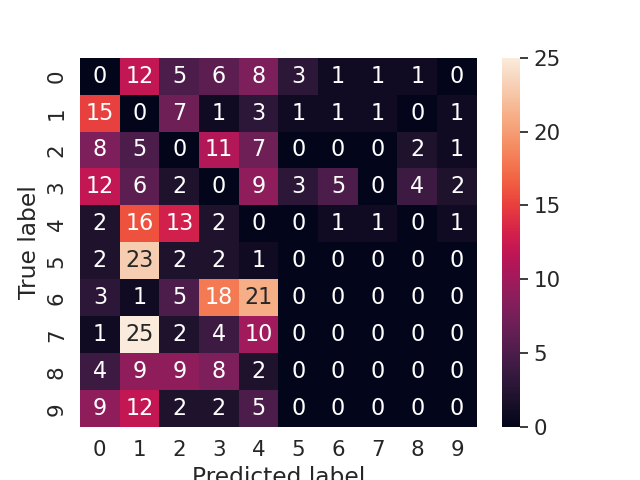 0 0 12 5 6 8 3 1 1 1 0 25
1 15 0 7 1 3 1 1 1 0 1 20
2 8 5 0 11 7 0 0 0 2 1
3 12 6 2 0 9 3 5 0 4 2 15
True label
4 2 16 13 2 0 0 1 1 0 1
5 2 23 2 2 1 0 0 0 0 0 10
6 3 1 5 18 21 0 0 0 0 0
7 1 25 2 4 10 0 0 0 0 0 5
8 4 9 9 8 2 0 0 0 0 0
9 9 12 2 2 5 0 0 0 0 0 0
0 1 2 3 4 5 6 7 8 9
Predicted label